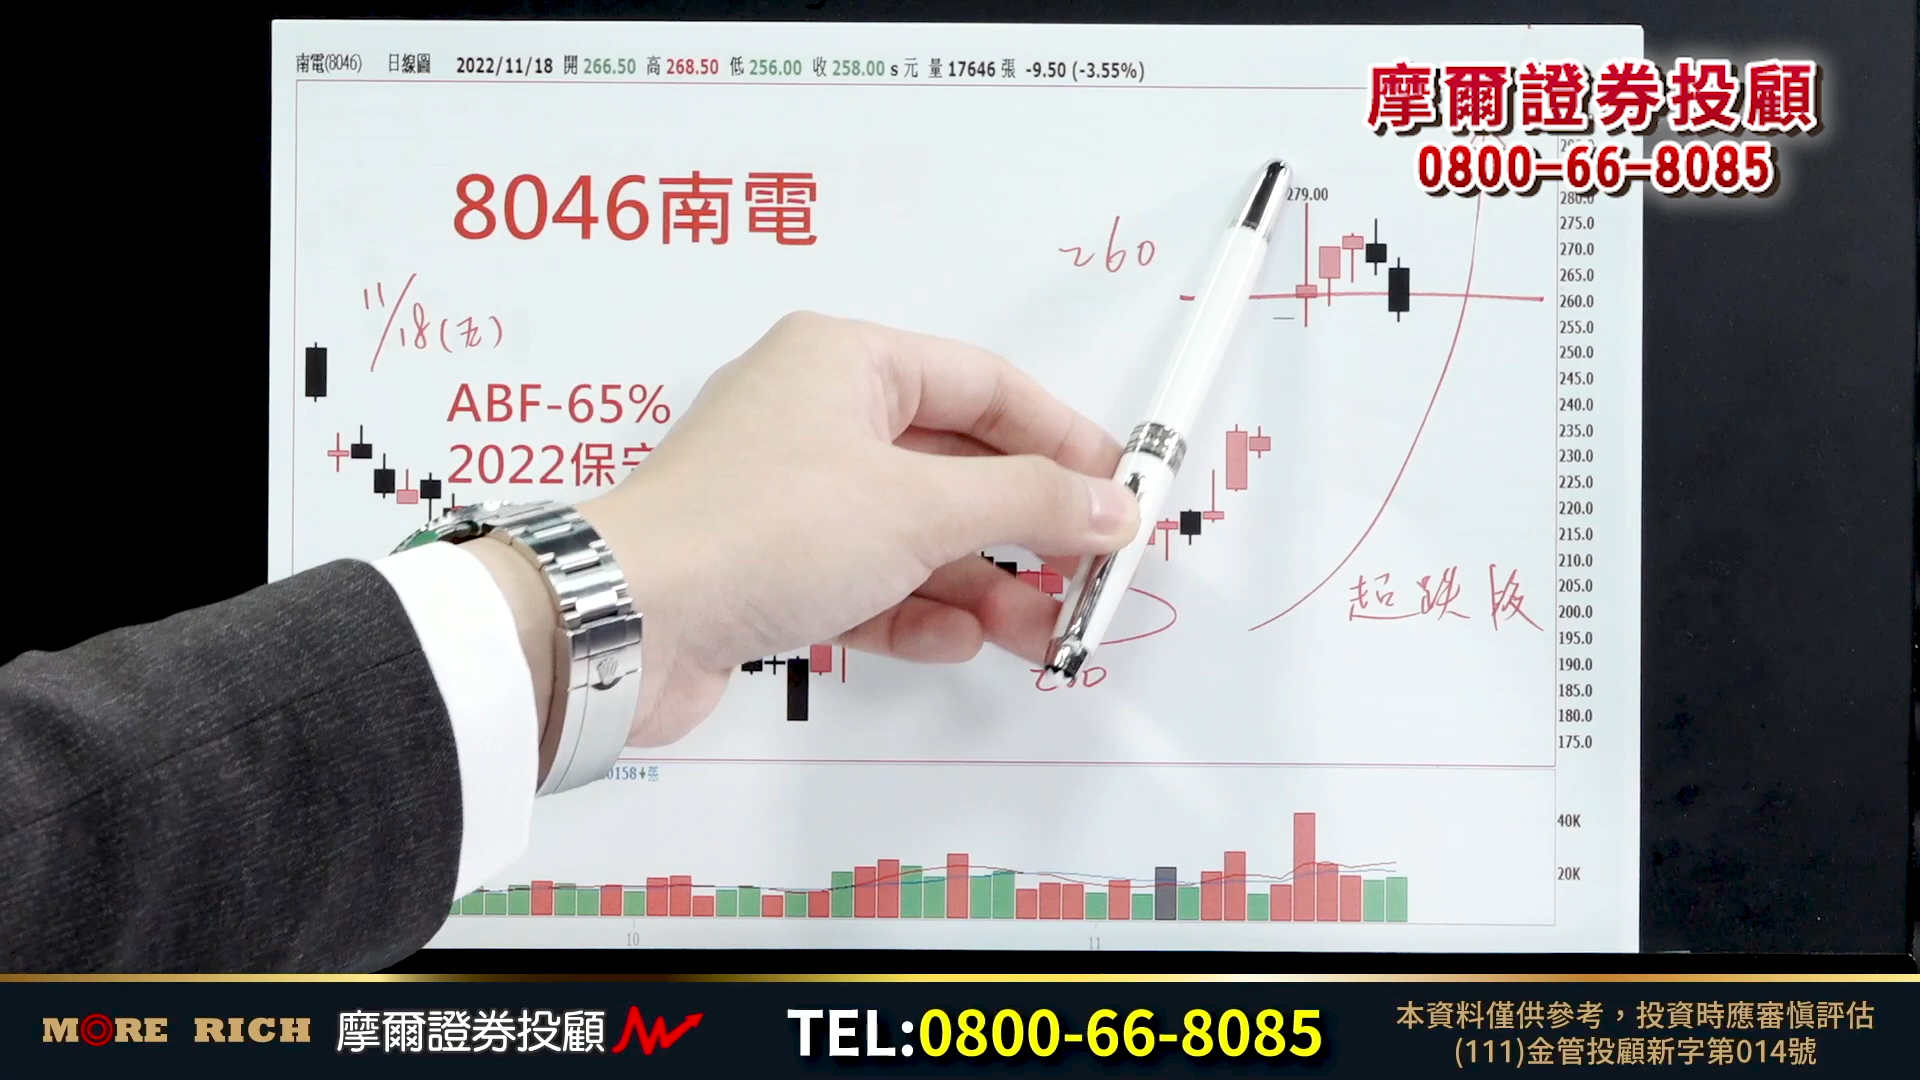 南電(8046) 日線圖 2022/11/18 開 266.50 高 268.50 低 256.00 收 258.00 s 元 量 17646 張 -9.50 (-3.55%)
摩爾證券投顧
0800-66-8085
8046南電
260
279.00
11/18(五)
ABF-65%
2022保
超跌
280.0
275.0
270.0
265.0
260.0
255.0
250.0
245.0
240.0
235.0
230.0
225.0
220.0
215.0
210.0
205.0
200.0
195.0
190.0
185.0
180.0
175.0
0158↓張
40K
20K
10
11
MORE RICH 摩爾證券投顧
TEL:0800-66-8085
本資料僅供參考，投資時應審慎評估
(111)金管投顧新字第014號